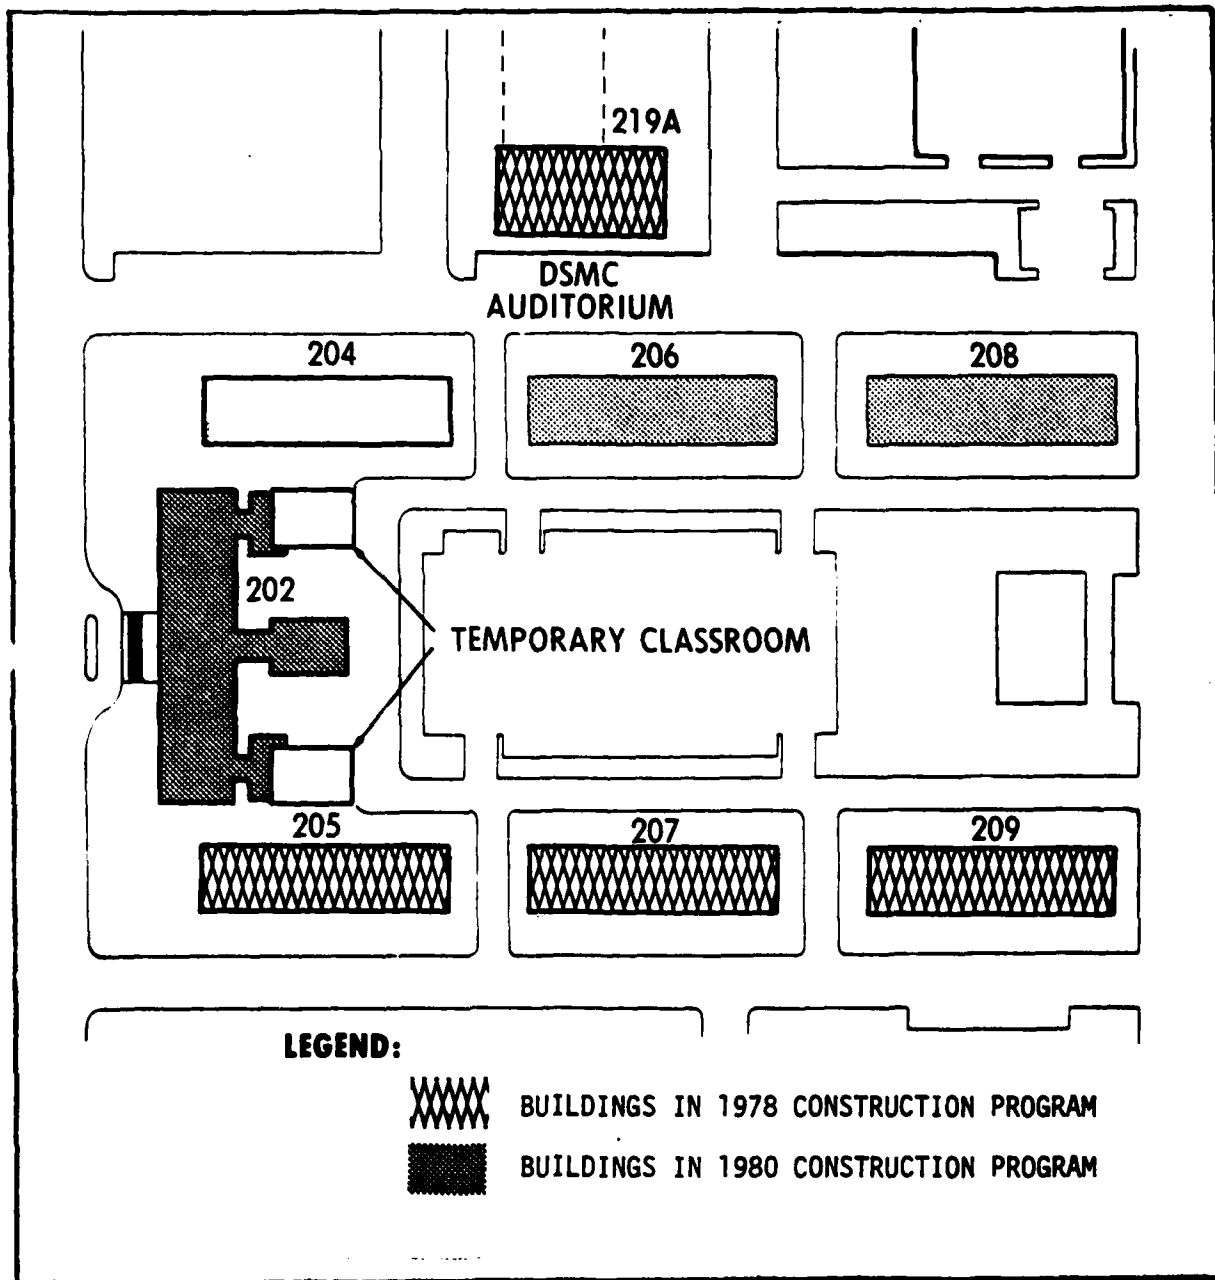 219A
DSMC
AUDITORIUM
204
206
208
202
TEMPORARY CLASSROOM
205
207
209
LEGEND:
BUILDINGS IN 1978 CONSTRUCTION PROGRAM
BUILDINGS IN 1980 CONSTRUCTION PROGRAM